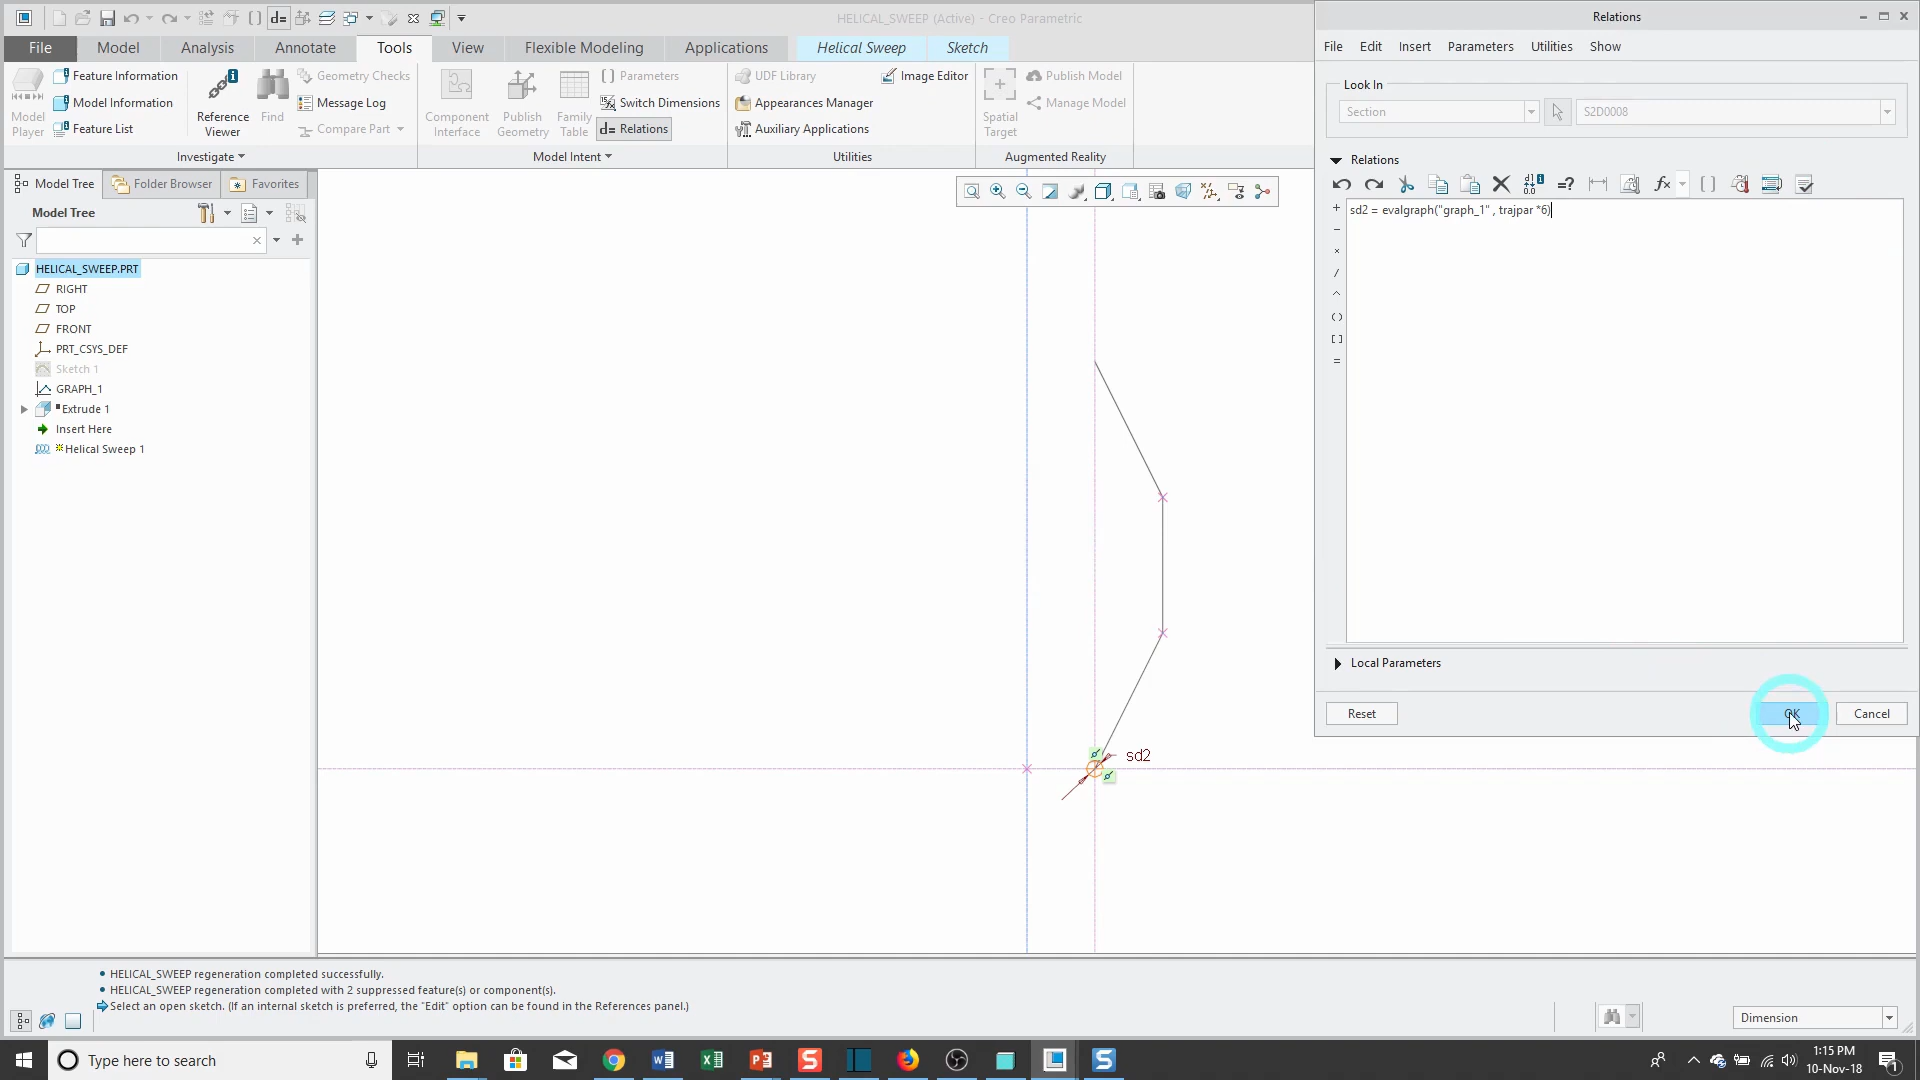 HELICAL_SWEEP (Active) - Creo Parametric
Relations
File Model Analysis Annotate Tools View Flexible Modeling Applications Helical Sweep Sketch
File Edit Insert Parameters Utilities Show
Feature Information
Model Information
Feature List
Model Player
Reference Viewer
Find
Geometry Checks
Message Log
Compare Part
Investigate
Component Interface
Publish Geometry
Family Table
[ ] Parameters
Switch Dimensions
d= Relations
Model Intent
UDF Library
Appearances Manager
Auxiliary Applications
Image Editor
Utilities
Spatial Target
Publish Model
Manage Model
Augmented Reality
Look In
Section
S2D0008
Relations
sd2 = evalgraph("graph_1" , trajpar *6)
Local Parameters
Reset OK Cancel
Model Tree Folder Browser Favorites
Model Tree
HELICAL_SWEEP.PRT
RIGHT
TOP
FRONT
PRT_CSYS_DEF
Sketch 1
GRAPH_1
Extrude 1
Insert Here
Helical Sweep 1
sd2
• HELICAL_SWEEP regeneration completed successfully.
• HELICAL_SWEEP regeneration completed with 2 suppressed feature(s) or component(s).
Select an open sketch. (If an internal sketch is preferred, the "Edit" option can be found in the References panel.)
Dimension
Type here to search
1:15 PM
10-Nov-18